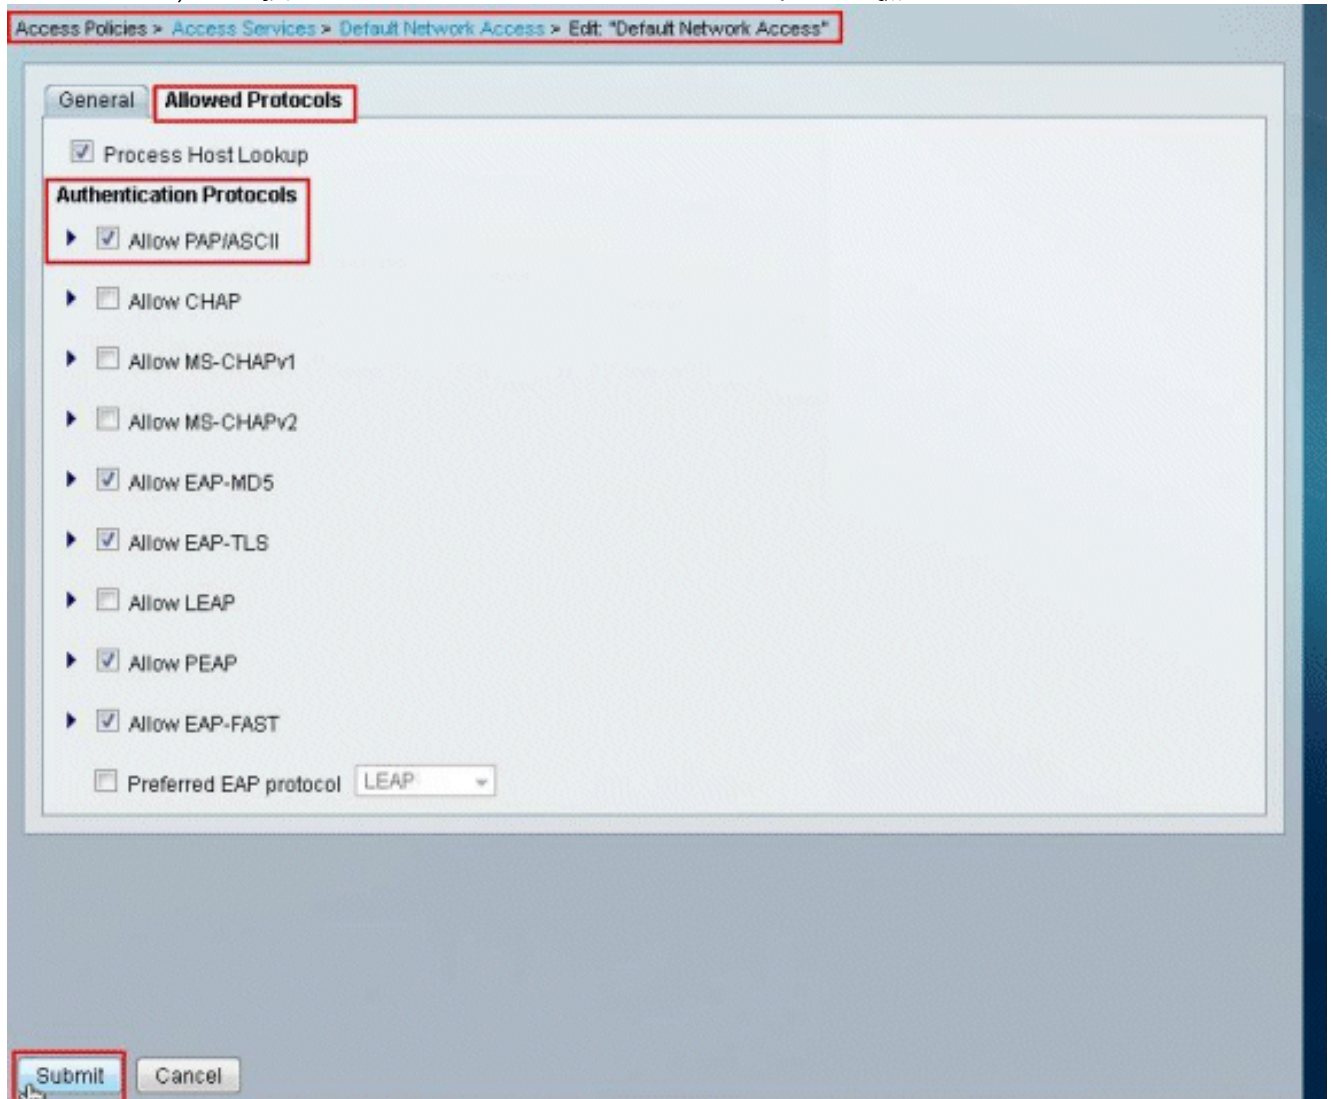 Access Policies > Access Services > Default Network Access > Edit: "Default Network Access"
General Allowed Protocols
Process Host Lookup
Authentication Protocols
Allow PAP/ASCII
Allow CHAP
Allow MS-CHAPv1
Allow MS-CHAPv2
Allow EAP-MD5
Allow EAP-TLS
Allow LEAP
Allow PEAP
Allow EAP-FAST
Preferred EAP protocol LEAP
Submit Cancel